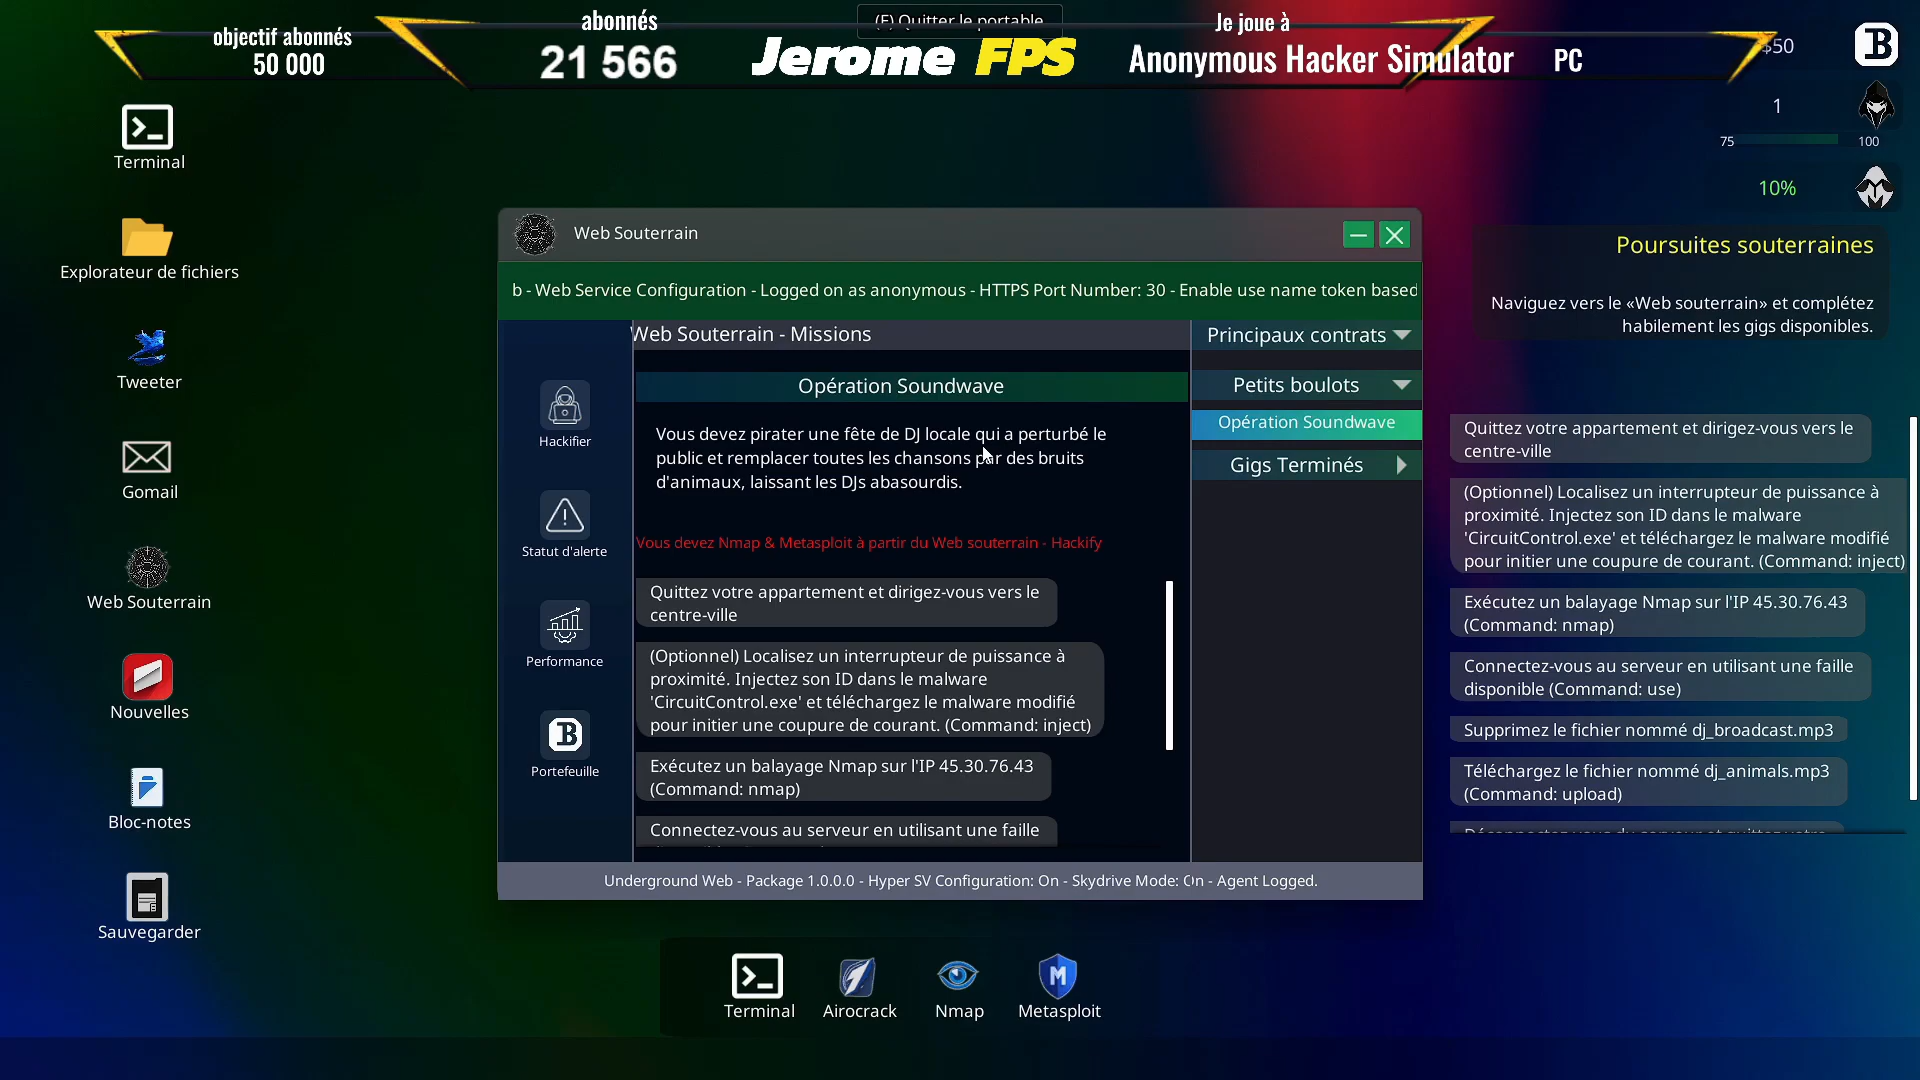 objectif abonnés
50 000
abonnés
21 566
(F) Quitter le portable
Jerome FPS
Je joue à
Anonymous Hacker Simulator
PC
$50
1
75
100
10%
Terminal
Explorateur de fichiers
Tweeter
Gomail
Web Souterrain
Nouvelles
Bloc-notes
Sauvegarder
Web Souterrain
b - Web Service Configuration - Logged on as anonymous - HTTPS Port Number: 30 - Enable use name token based
Hackifier
Statut d'alerte
Performance
Portefeuille
Web Souterrain - Missions
Opération Soundwave
Vous devez pirater une fête de DJ locale qui a perturbé le
public et remplacer toutes les chansons par des bruits
d'animaux, laissant les DJs abasourdis.
Vous devez Nmap & Metasploit à partir du Web souterrain - Hackify
Quittez votre appartement et dirigez-vous vers le
centre-ville
(Optionnel) Localisez un interrupteur de puissance à
proximité. Injectez son ID dans le malware
'CircuitControl.exe' et téléchargez le malware modifié
pour initier une coupure de courant. (Command: inject)
Exécutez un balayage Nmap sur l'IP 45.30.76.43
(Command: nmap)
Connectez-vous au serveur en utilisant une faille
Principaux contrats
Petits boulots
Opération Soundwave
Gigs Terminés
Underground Web - Package 1.0.0.0 - Hyper SV Configuration: On - Skydrive Mode: On - Agent Logged.
Poursuites souterraines
Naviguez vers le «Web souterrain» et complétez
habilement les gigs disponibles.
Quittez votre appartement et dirigez-vous vers le
centre-ville
(Optionnel) Localisez un interrupteur de puissance à
proximité. Injectez son ID dans le malware
'CircuitControl.exe' et téléchargez le malware modifié
pour initier une coupure de courant. (Command: inject)
Exécutez un balayage Nmap sur l'IP 45.30.76.43
(Command: nmap)
Connectez-vous au serveur en utilisant une faille
disponible (Command: use)
Supprimez le fichier nommé dj_broadcast.mp3
Téléchargez le fichier nommé dj_animals.mp3
(Command: upload)
Terminal
Airocrack
Nmap
Metasploit